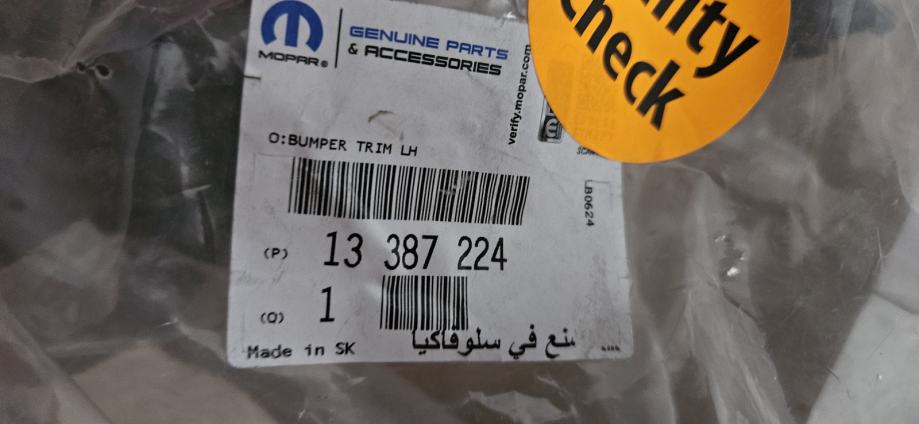 MOPAR®
GENUINE PARTS
& ACCESSORIES
verify.mopar.com
check
O:BUMPER TRIM LH
LB0624
(P) 13 387 224
(Q) 1
Made in SK
في سلوفاكيا